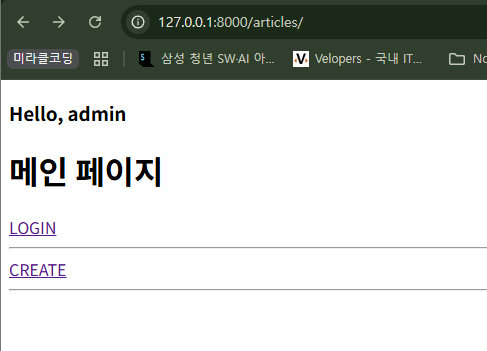 127.0.0.1:8000/articles/
미라클코딩
삼성 청년 SW·AI 아...
Velopers - 국내 IT...
Hello, admin
메인 페이지
LOGIN
CREATE